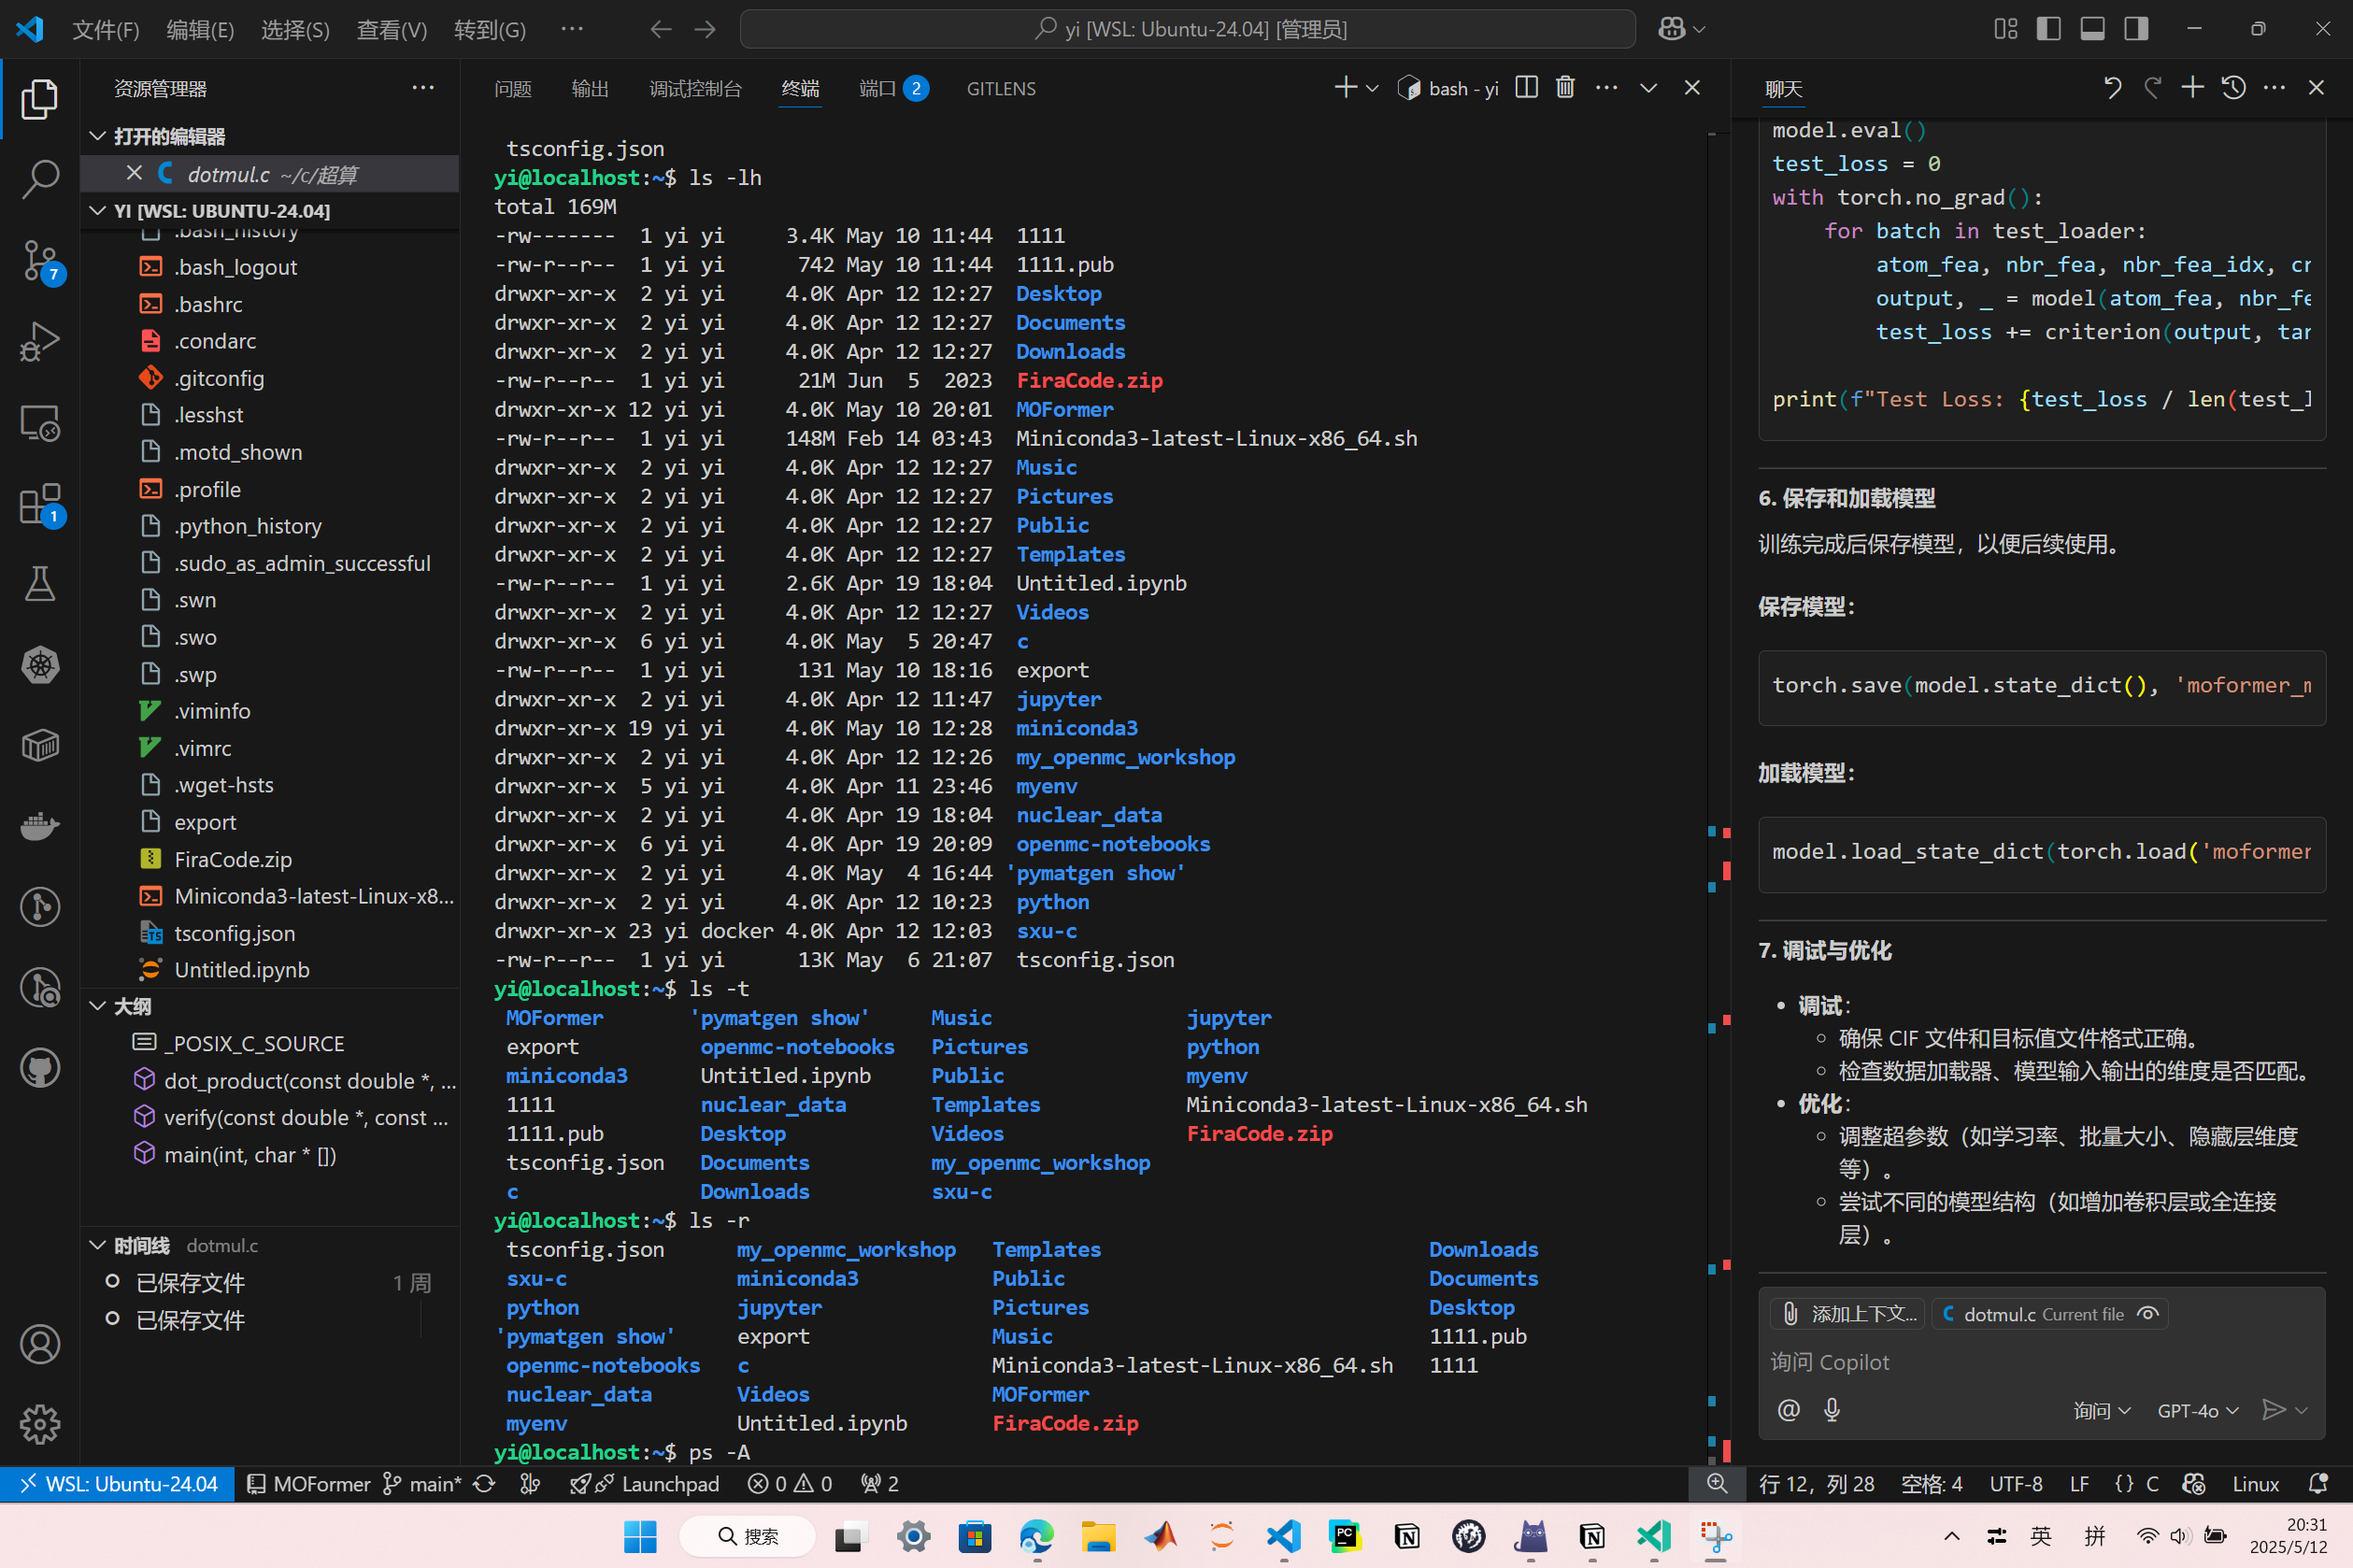 文件(F) 编辑(E) 选择(S) 查看(V) 转到(G) ··· yi [WSL: Ubuntu-24.04] [管理员]
资源管理器
打开的编辑器
dotmul.c ~/c/超算
YI [WSL: UBUNTU-24.04]
.bash_history
.bash_logout
.bashrc
.condarc
.gitconfig
.lesshst
.motd_shown
.profile
.python_history
.sudo_as_admin_successful
.swn
.swo
.swp
.viminfo
.vimrc
.wget-hsts
export
FiraCode.zip
Miniconda3-latest-Linux-x8...
tsconfig.json
Untitled.ipynb
大纲
_POSIX_C_SOURCE
dot_product(const double *, ...
verify(const double *, const ...
main(int, char * [])
时间线 dotmul.c
已保存文件 1 周
已保存文件
7
1
问题 输出 调试控制台 终端 端口 2 GITLENS bash - yi
tsconfig.json
yi@localhost:~$ ls -lh
total 169M
-rw------- 1 yi yi 3.4K May 10 11:44 1111
-rw-r--r-- 1 yi yi 742 May 10 11:44 1111.pub
drwxr-xr-x 2 yi yi 4.0K Apr 12 12:27 Desktop
drwxr-xr-x 2 yi yi 4.0K Apr 12 12:27 Documents
drwxr-xr-x 2 yi yi 4.0K Apr 12 12:27 Downloads
-rw-r--r-- 1 yi yi 21M Jun 5 2023 FiraCode.zip
drwxr-xr-x 12 yi yi 4.0K May 10 20:01 MOFormer
-rw-r--r-- 1 yi yi 148M Feb 14 03:43 Miniconda3-latest-Linux-x86_64.sh
drwxr-xr-x 2 yi yi 4.0K Apr 12 12:27 Music
drwxr-xr-x 2 yi yi 4.0K Apr 12 12:27 Pictures
drwxr-xr-x 2 yi yi 4.0K Apr 12 12:27 Public
drwxr-xr-x 2 yi yi 4.0K Apr 12 12:27 Templates
-rw-r--r-- 1 yi yi 2.6K Apr 19 18:04 Untitled.ipynb
drwxr-xr-x 2 yi yi 4.0K Apr 12 12:27 Videos
drwxr-xr-x 6 yi yi 4.0K May 5 20:47 c
-rw-r--r-- 1 yi yi 131 May 10 18:16 export
drwxr-xr-x 2 yi yi 4.0K Apr 12 11:47 jupyter
drwxr-xr-x 19 yi yi 4.0K May 10 12:28 miniconda3
drwxr-xr-x 2 yi yi 4.0K Apr 12 12:26 my_openmc_workshop
drwxr-xr-x 5 yi yi 4.0K Apr 11 23:46 myenv
drwxr-xr-x 2 yi yi 4.0K Apr 19 18:04 nuclear_data
drwxr-xr-x 6 yi yi 4.0K Apr 19 20:09 openmc-notebooks
drwxr-xr-x 2 yi yi 4.0K May 4 16:44 'pymatgen show'
drwxr-xr-x 2 yi yi 4.0K Apr 12 10:23 python
drwxr-xr-x 23 yi docker 4.0K Apr 12 12:03 sxu-c
-rw-r--r-- 1 yi yi 13K May 6 21:07 tsconfig.json
yi@localhost:~$ ls -t
MOFormer 'pymatgen show' Music jupyter
export openmc-notebooks Pictures python
miniconda3 Untitled.ipynb Public myenv
1111 nuclear_data Templates Miniconda3-latest-Linux-x86_64.sh
1111.pub Desktop Videos FiraCode.zip
tsconfig.json Documents my_openmc_workshop
c Downloads sxu-c
yi@localhost:~$ ls -r
tsconfig.json my_openmc_workshop Templates Downloads
sxu-c miniconda3 Public Documents
python jupyter Pictures Desktop
'pymatgen show' export Music 1111.pub
openmc-notebooks c Miniconda3-latest-Linux-x86_64.sh 1111
nuclear_data Videos MOFormer
myenv Untitled.ipynb FiraCode.zip
yi@localhost:~$ ps -A
聊天
model.eval()
test_loss = 0
with torch.no_grad():
for batch in test_loader:
atom_fea, nbr_fea, nbr_fea_idx, cr
output, _ = model(atom_fea, nbr_fe
test_loss += criterion(output, tar
print(f"Test Loss: {test_loss / len(test_l
6. 保存和加载模型
训练完成后保存模型，以便后续使用。
保存模型：
torch.save(model.state_dict(), 'moformer_m
加载模型：
model.load_state_dict(torch.load('moformer
7. 调试与优化
• 调试：
○ 确保 CIF 文件和目标值文件格式正确。
○ 检查数据加载器、模型输入输出的维度是否匹配。
• 优化：
○ 调整超参数（如学习率、批量大小、隐藏层维度
等）。
○ 尝试不同的模型结构（如增加卷积层或全连接
层）。
添加上下文... dotmul.c Current file
询问 Copilot
@ 询问 GPT-4o
WSL: Ubuntu-24.04 MOFormer main* Launchpad 0 0 2 行 12，列 28 空格: 4 UTF-8 LF {} C Linux
搜索 PC 英 拼 20:31
2025/5/12